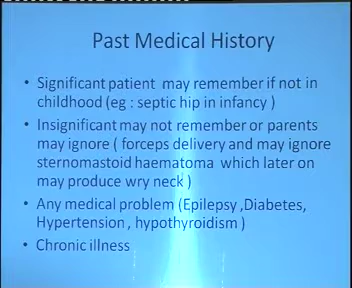 Past Medical History
• Significant patient may remember if not in
childhood (eg : septic hip in infancy )
• Insignificant may not remember or parents
may ignore ( forceps delivery and may ignore
sternomastoid haematoma which later on
may produce wry neck )
• Any medical problem (Epilepsy ,Diabetes,
Hypertension , hypothyroidism )
• Chronic illness